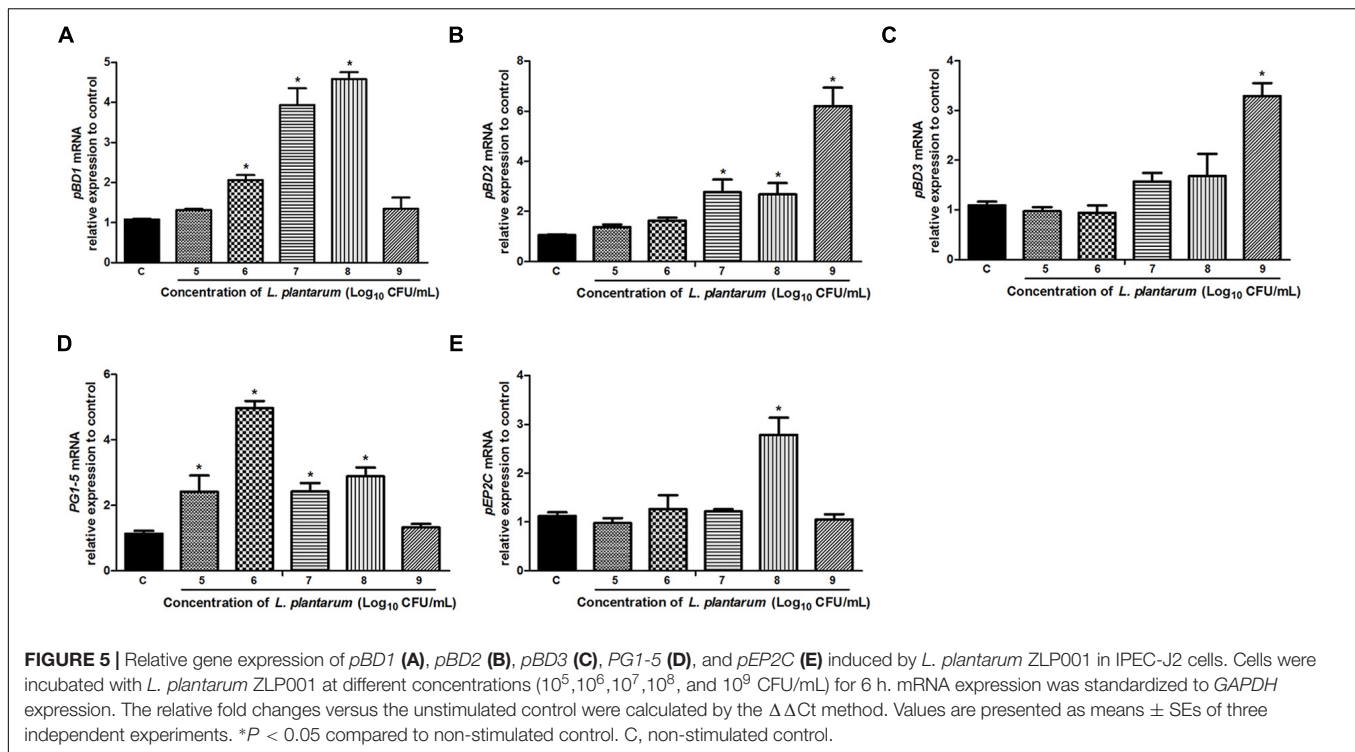 A
pBD1 mRNA
relative expression to control
5
4
3
2
1
0
*
*
*
C 5 6 7 8 9
Concentration of L. plantarum (Log10 CFU/mL)
B
pBD2 mRNA
relative expression to control
8
6
4
2
0
*
*
*
C 5 6 7 8 9
Concentration of L. plantarum (Log10 CFU/mL)
C
pBD3 mRNA
relative expression to control
4
3
2
1
0
*
C 5 6 7 8 9
Concentration of L. plantarum (Log10 CFU/mL)
D
PG1-5 mRNA
relative expression to control
6
4
2
0
*
*
*
*
C 5 6 7 8 9
Concentration of L. plantarum (Log10 CFU/mL)
E
pEP2C mRNA
relative expression to control
4
3
2
1
0
*
C 5 6 7 8 9
Concentration of L. plantarum (Log10 CFU/mL)
FIGURE 5 | Relative gene expression of pBD1 (A), pBD2 (B), pBD3 (C), PG1-5 (D), and pEP2C (E) induced by L. plantarum ZLP001 in IPEC-J2 cells. Cells were
incubated with L. plantarum ZLP001 at different concentrations (10⁵,10⁶,10⁷,10⁸, and 10⁹ CFU/mL) for 6 h. mRNA expression was standardized to GAPDH
expression. The relative fold changes versus the unstimulated control were calculated by the ΔΔCt method. Values are presented as means ± SEs of three
independent experiments. *P < 0.05 compared to non-stimulated control. C, non-stimulated control.